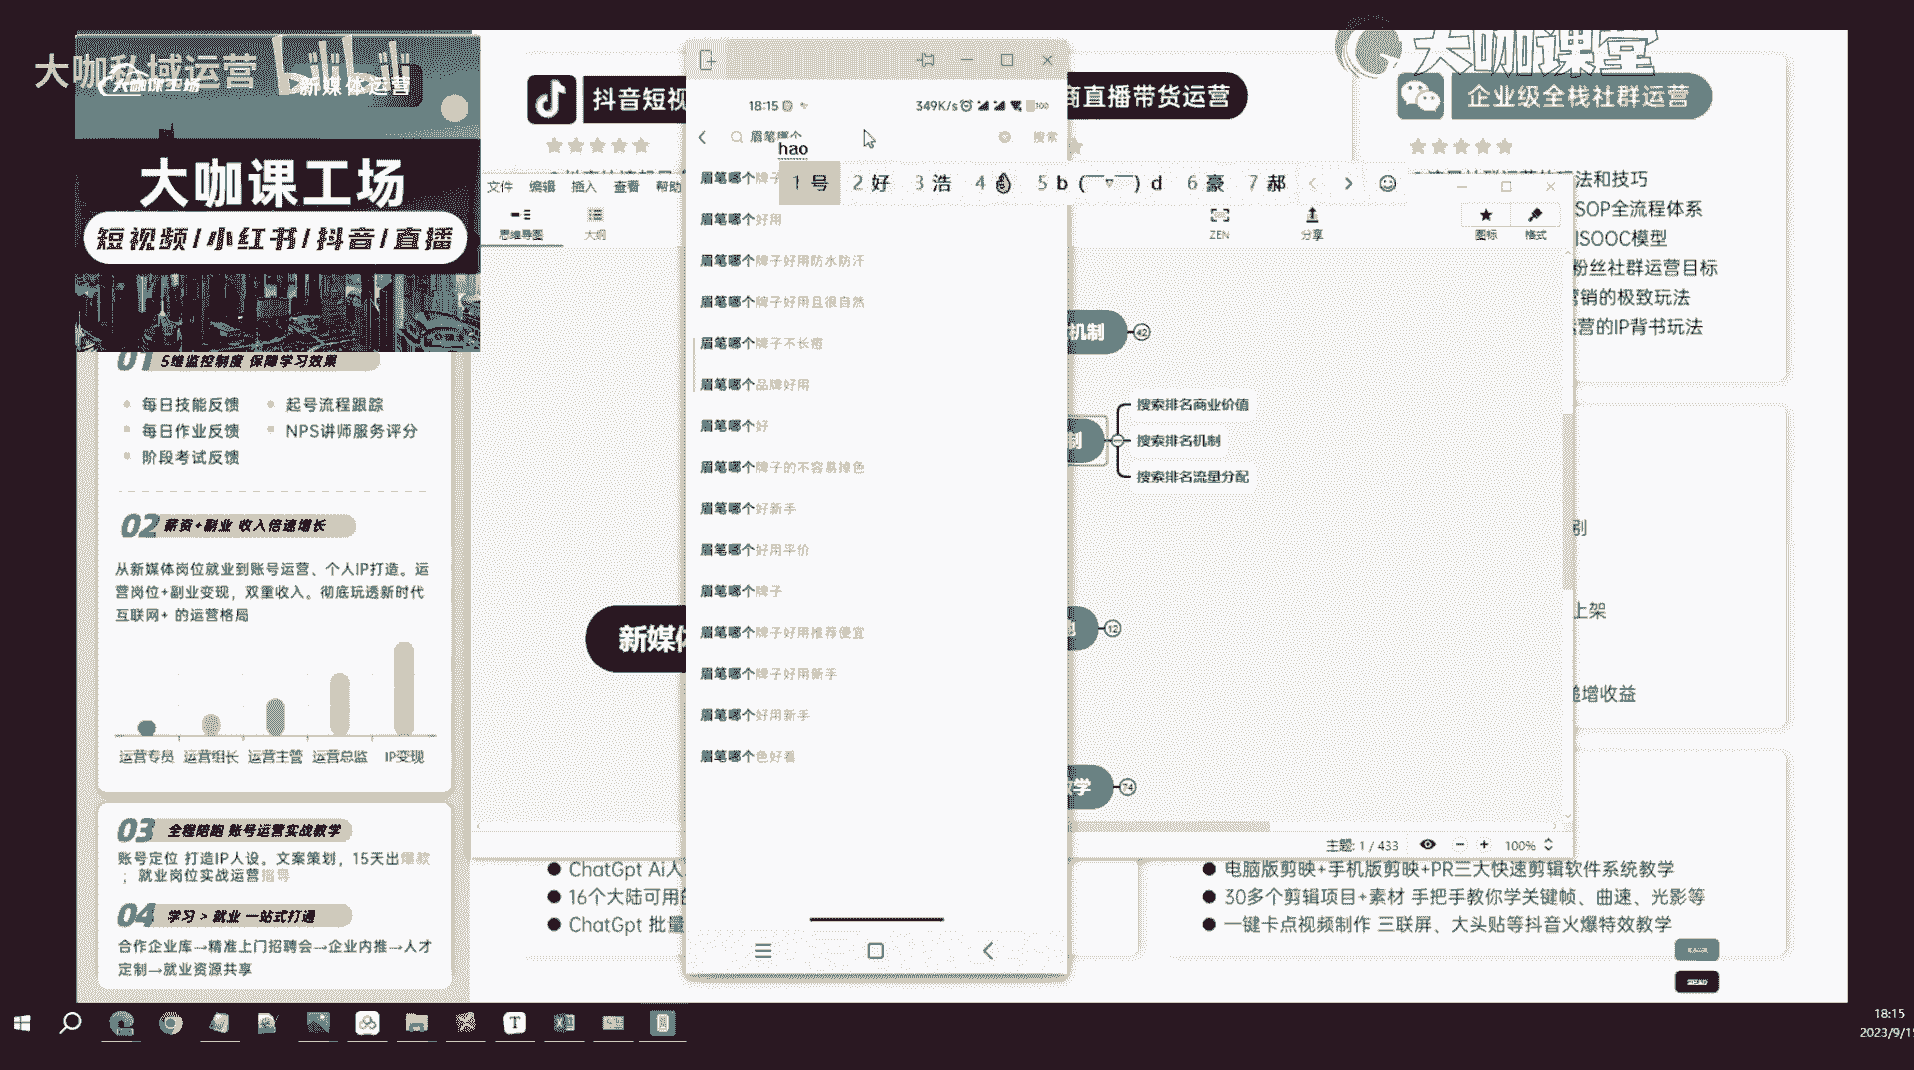 大咖私域运营
大咖课工场
新媒体运营
大咖课工场
短视频/小红书/抖音/直播
01 5维监控制度 保障学习效果
每日技能反馈
起号流程跟踪
每日作业反馈
NPS讲师服务评分
阶段考试反馈
02 薪资+副业 收入倍速增长
从新媒体岗位就业到账号运营、个人IP打造。运
营岗位+副业变现，双重收入。彻底玩透新时代
互联网+ 的运营格局
运营专员 运营组长 运营主管 运营总监 IP变现
03 全程陪跑 账号运营实战教学
账号定位 打造IP人设。文案策划，15天出爆款
；就业岗位实战运营指导
04 学习 > 就业 一站式打通
合作企业库→精准上门招聘会→企业内推→人才
定制→就业资源共享
抖音短视
商直播带货运营
大咖课堂
企业级全栈社群运营
法和技巧
SOP全流程体系
ISOOC模型
粉丝社群运营目标
营销的极致玩法
运营的IP背书玩法
别
上架
递增收益
文件 编辑 插入 查看 帮助
思维导图
大纲
ZEN
分享
图标
格式
18:15
349K/s
100
眉笔哪个
搜索
hao
1 号 2 好 3 浩 4 5 b (￣▽￣) d 6 豪 7 郝
眉笔哪个牌子
眉笔哪个好用
眉笔哪个牌子好用防水防汗
眉笔哪个牌子好用且很自然
眉笔哪个牌子不长痘
眉笔哪个品牌好用
眉笔哪个好
眉笔哪个牌子的不容易掉色
眉笔哪个好新手
眉笔哪个好用平价
眉笔哪个牌子
眉笔哪个牌子好用推荐便宜
眉笔哪个牌子好用新手
眉笔哪个好用新手
眉笔哪个色好看
新媒体
机制
42
制
搜索排名商业价值
搜索排名机制
搜索排名流量分配
12
学
74
主题: 1 / 433
100%
ChatGpt Ai人
16个大陆可用的
ChatGpt 批量
电脑版剪映+手机版剪映+PR三大快速剪辑软件系统教学
30多个剪辑项目+素材 手把手教你学关键帧、曲速、光影等
一键卡点视频制作 三联屏、大头贴等抖音火爆特效教学
18:15
2023/9/1